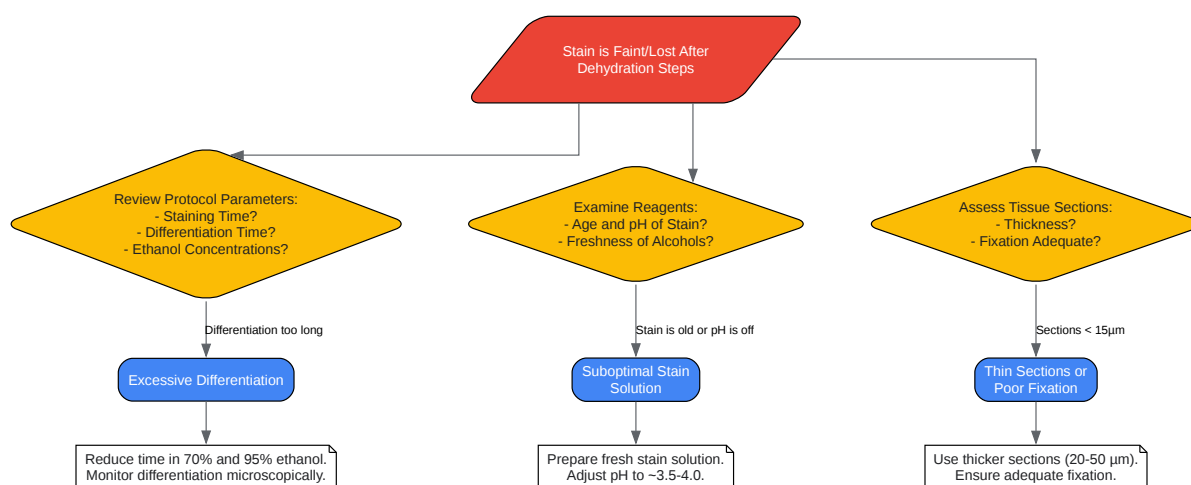 Stain is Faint/Lost After
Dehydration Steps
Review Protocol Parameters:
- Staining Time?
- Differentiation Time?
- Ethanol Concentrations?
Examine Reagents:
- Age and pH of Stain?
- Freshness of Alcohols?
Assess Tissue Sections:
- Thickness?
- Fixation Adequate?
Differentiation too long
Stain is old or pH is off
Sections < 15µm
Excessive Differentiation
Suboptimal Stain
Solution
Thin Sections or
Poor Fixation
Reduce time in 70% and 95% ethanol.
Monitor differentiation microscopically.
Prepare fresh stain solution.
Adjust pH to ~3.5-4.0.
Use thicker sections (20-50 µm).
Ensure adequate fixation.